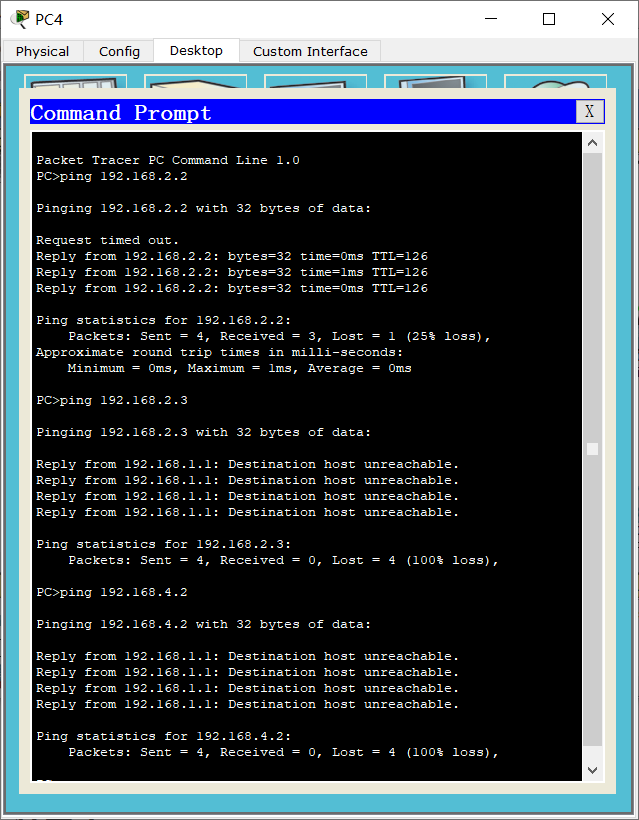 PC4
Physical Config Desktop Custom Interface
Command Prompt X
Packet Tracer PC Command Line 1.0
PC>ping 192.168.2.2
Pinging 192.168.2.2 with 32 bytes of data:
Request timed out.
Reply from 192.168.2.2: bytes=32 time=0ms TTL=126
Reply from 192.168.2.2: bytes=32 time=1ms TTL=126
Reply from 192.168.2.2: bytes=32 time=0ms TTL=126
Ping statistics for 192.168.2.2:
Packets: Sent = 4, Received = 3, Lost = 1 (25% loss),
Approximate round trip times in milli-seconds:
Minimum = 0ms, Maximum = 1ms, Average = 0ms
PC>ping 192.168.2.3
Pinging 192.168.2.3 with 32 bytes of data:
Reply from 192.168.1.1: Destination host unreachable.
Reply from 192.168.1.1: Destination host unreachable.
Reply from 192.168.1.1: Destination host unreachable.
Reply from 192.168.1.1: Destination host unreachable.
Ping statistics for 192.168.2.3:
Packets: Sent = 4, Received = 0, Lost = 4 (100% loss),
PC>ping 192.168.4.2
Pinging 192.168.4.2 with 32 bytes of data:
Reply from 192.168.1.1: Destination host unreachable.
Reply from 192.168.1.1: Destination host unreachable.
Reply from 192.168.1.1: Destination host unreachable.
Reply from 192.168.1.1: Destination host unreachable.
Ping statistics for 192.168.4.2:
Packets: Sent = 4, Received = 0, Lost = 4 (100% loss),